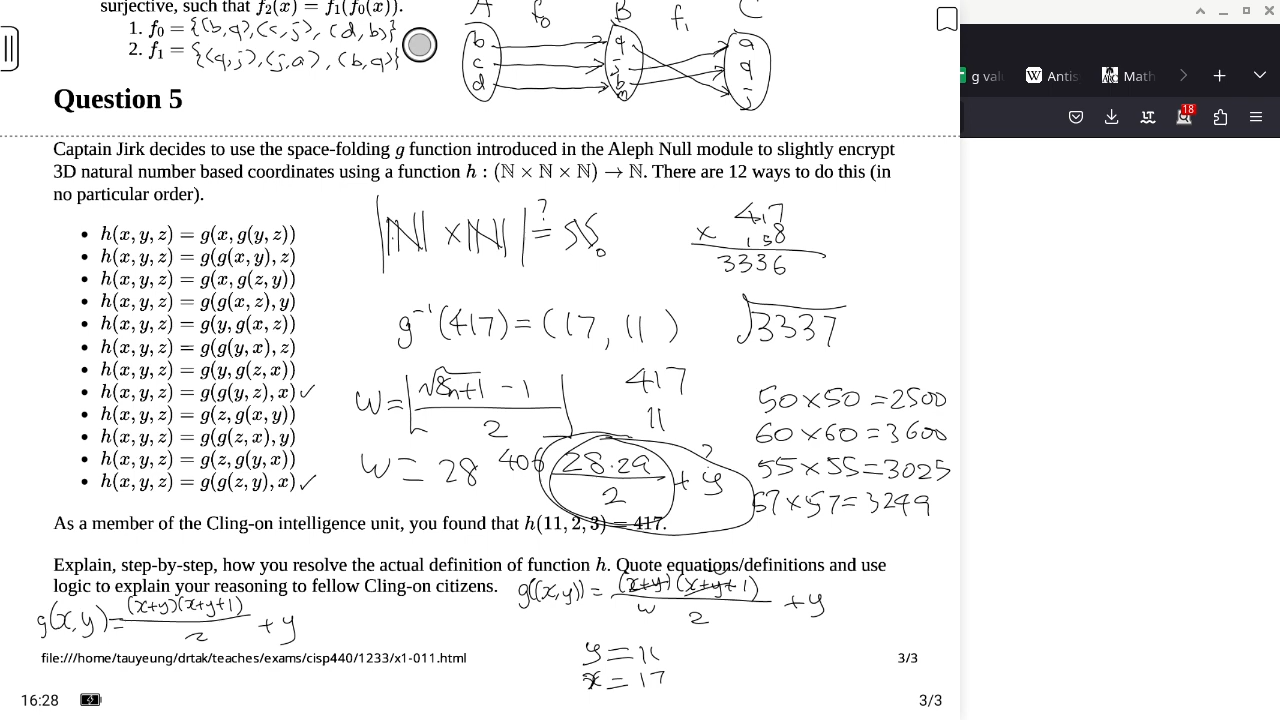 surjective, such that f₂(x) = f₁(f₀(x)).
1. f₀ = {(b,q),(c,j),(d,b)}
2. f₁ = {(q,j),(j,a),(b,q)}
A f₀ B f₁ C
b q a
c j q
d b j
Question 5
Captain Jirk decides to use the space-folding g function introduced in the Aleph Null module to slightly encrypt
3D natural number based coordinates using a function h : (ℕ × ℕ × ℕ) → ℕ. There are 12 ways to do this (in
no particular order).
• h(x, y, z) = g(x, g(y, z))
• h(x, y, z) = g(g(x, y), z)
• h(x, y, z) = g(x, g(z, y))
• h(x, y, z) = g(g(x, z), y)
• h(x, y, z) = g(y, g(x, z))
• h(x, y, z) = g(g(y, x), z)
• h(x, y, z) = g(y, g(z, x))
• h(x, y, z) = g(g(y, z), x) ✓
• h(x, y, z) = g(z, g(x, y))
• h(x, y, z) = g(g(z, x), y)
• h(x, y, z) = g(z, g(y, x))
• h(x, y, z) = g(g(z, y), x) ✓
|ℕ × ℕ| ?=
417
× 8
3336
g⁻¹(417) = (17, 11)
√3337
w = ⌊(√8n+1 - 1)/2⌋
417
11
w = 28
406
28·29/2 + y
?
50×50=2500
60×60=3600
55×55=3025
57×57=3249
As a member of the Cling-on intelligence unit, you found that h(11, 2, 3) = 417.
Explain, step-by-step, how you resolve the actual definition of function h. Quote equations/definitions and use
logic to explain your reasoning to fellow Cling-on citizens.
g((x,y)) = (x+y)(x+y+1)/2 + y
w
g(x,y) = (x+y)(x+y+1)/2 + y
y = 11
x = 17
file:///home/tauyeung/drtak/teaches/exams/cisp440/1233/x1-011.html
3/3
16:28
3/3
g valu
Antis
Math
18